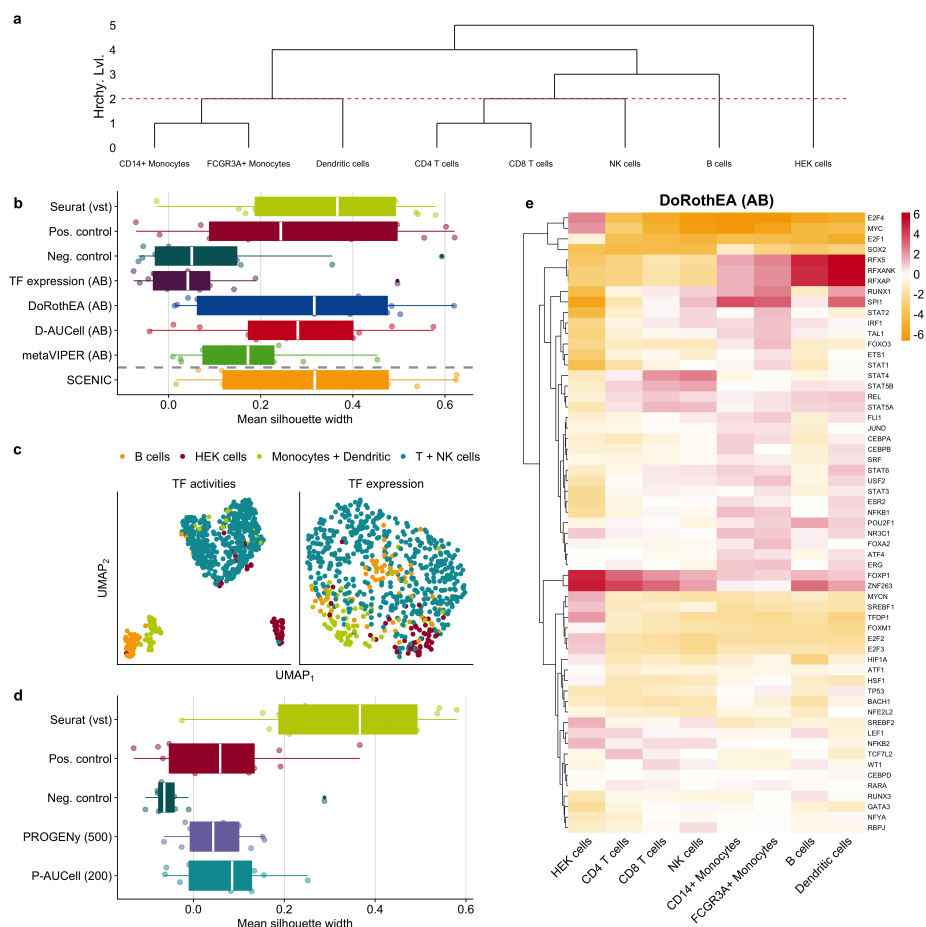 a
Hrchy. Lvl.
5
4
3
2
1
0
CD14+ Monocytes
FCGR3A+ Monocytes
Dendritic cells
CD4 T cells
CD8 T cells
NK cells
B cells
HEK cells
b
Seurat (vst)
Pos. control
Neg. control
TF expression (AB)
DoRothEA (AB)
D-AUCell (AB)
metaVIPER (AB)
SCENIC
0.0 0.2 0.4 0.6
Mean silhouette width
c
B cells HEK cells Monocytes + Dendritic T + NK cells
TF activities TF expression
UMAP2
UMAP1
d
Seurat (vst)
Pos. control
Neg. control
PROGENy (500)
P-AUCell (200)
0.0 0.2 0.4 0.6
Mean silhouette width
e
DoRothEA (AB)
E2F4
MYC
E2F1
SOX2
RFX5
RFXANK
RFXAP
RUNX1
SPI1
STAT2
IRF1
TAL1
FOXO3
ETS1
STAT1
STAT4
STAT5B
REL
STAT5A
FLI1
JUND
CEBPA
CEBPB
SRF
STAT6
USF2
STAT3
ESR2
NFKB1
POU2F1
NR3C1
FOXA2
ATF4
ERG
FOXP1
ZNF263
MYCN
SREBF1
TFDP1
FOXM1
E2F2
E2F3
HIF1A
ATF1
HSF1
TP53
BACH1
NFE2L2
SREBF2
LEF1
NFKB2
TCF7L2
WT1
CEBPD
RARA
RUNX3
GATA3
NFYA
RBPJ
6
4
2
0
-2
-4
-6
HEK cells
CD4 T cells
CD8 T cells
NK cells
CD14+ Monocytes
FCGR3A+ Monocytes
B cells
Dendritic cells